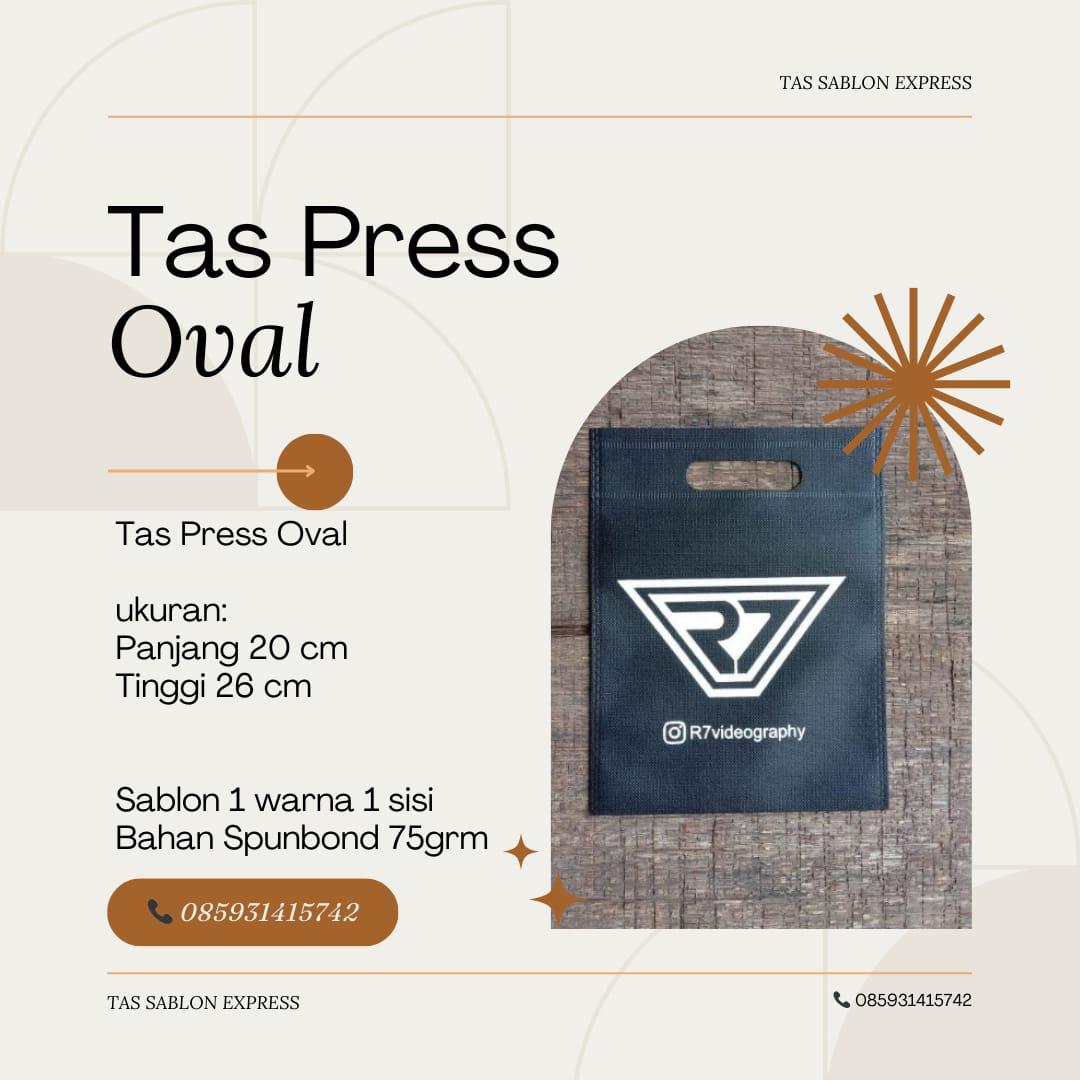 TAS SABLON EXPRESS
Tas Press
Oval
Tas Press Oval
ukuran:
Panjang 20 cm
Tinggi 26 cm
Sablon 1 warna 1 sisi
Bahan Spunbond 75grm
085931415742
R7
R7videography
TAS SABLON EXPRESS
085931415742